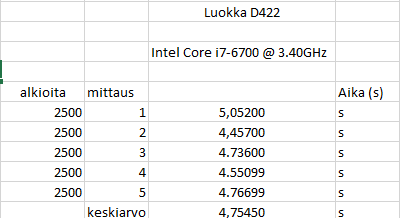 Luokka D422
Intel Core i7-6700 @ 3.40GHz
alkioita mittaus Aika (s)
2500 1 5,05200 s
2500 2 4,45700 s
2500 3 4.73600 s
2500 4 4.55099 s
2500 5 4.76699 s
keskiarvo 4,75450 s